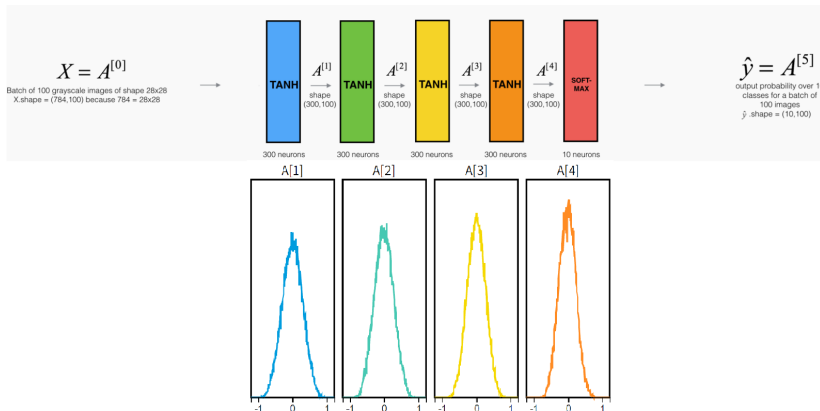 X = A[0]
Batch of 100 grayscale images of shape 28x28
X.shape = (784,100) because 784 = 28x28
TANH
A[1]
shape
(300,100)
TANH
A[2]
shape
(300,100)
TANH
A[3]
shape
(300,100)
TANH
A[4]
shape
(300,100)
SOFT-
MAX
ŷ = A[5]
output probability over 1
classes for a batch of
100 images
ŷ .shape = (10,100)
300 neurons
300 neurons
300 neurons
300 neurons
10 neurons
A[1]
A[2]
A[3]
A[4]
-1 0 1
-1 0 1
-1 0 1
-1 0 1